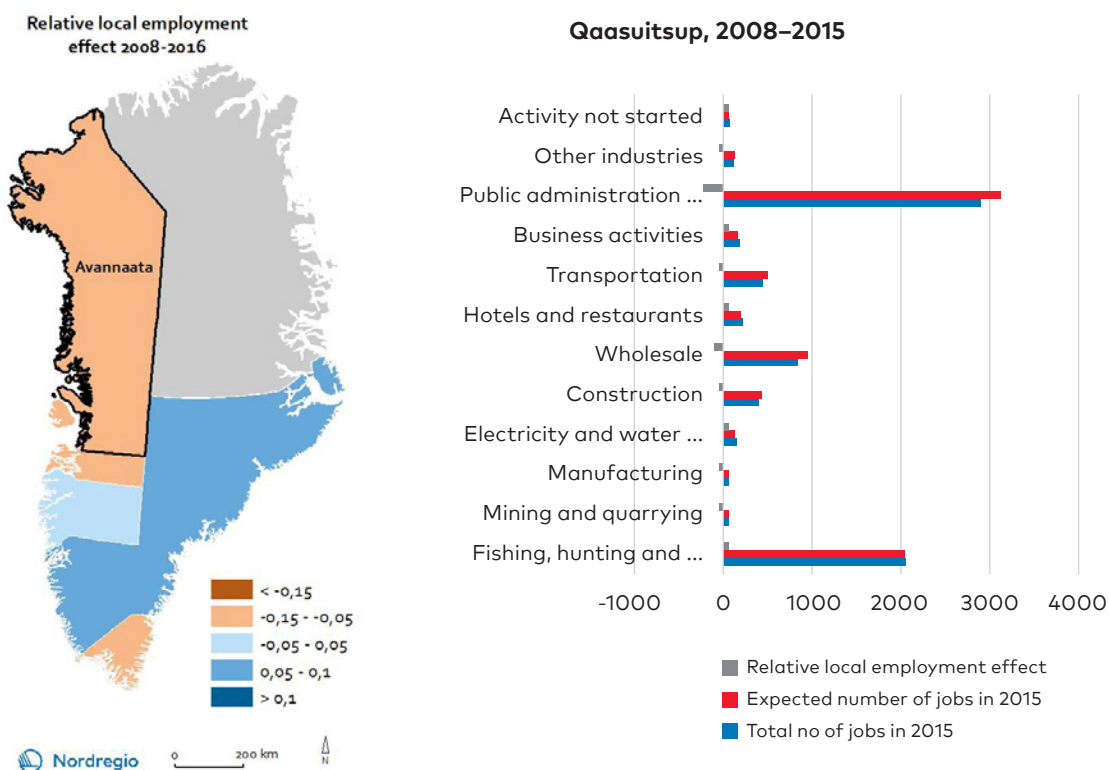 Relative local employment
effect 2008-2016
Avannaata
< -0,15
-0,15 - -0,05
-0,05 - 0,05
0,05 - 0,1
> 0,1
Nordregio
0 200 km
N
Qaasuitsup, 2008–2015
Activity not started
Other industries
Public administration ...
Business activities
Transportation
Hotels and restaurants
Wholesale
Construction
Electricity and water ...
Manufacturing
Mining and quarrying
Fishing, hunting and ...
-1000 0 1000 2000 3000 4000
Relative local employment effect
Expected number of jobs in 2015
Total no of jobs in 2015